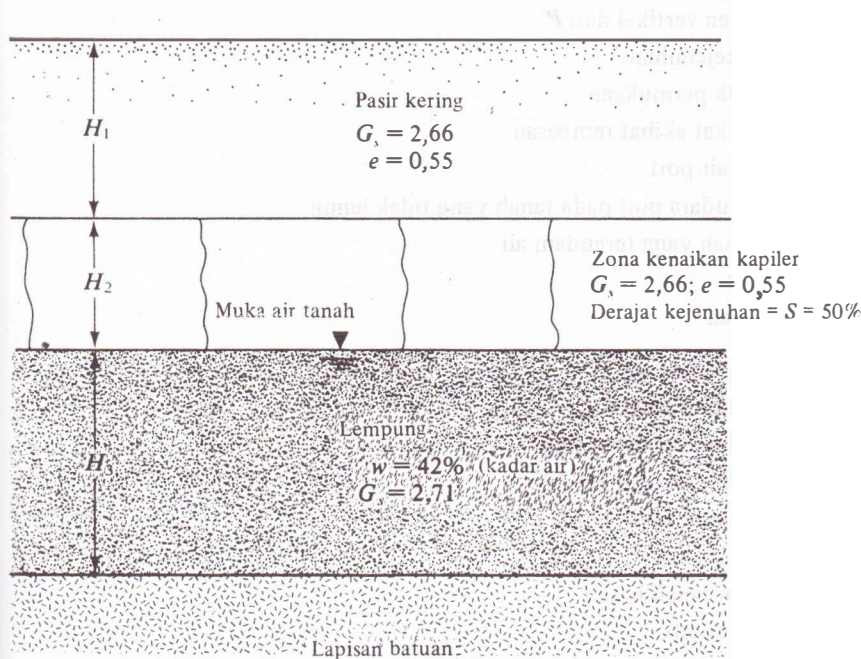 Pasir kering
H₁
Gₛ = 2,66
e = 0,55
H₂
Zona kenaikan kapiler
Gₛ = 2,66; e = 0,55
Derajat kejenuhan = S = 50%
Muka air tanah
Lempung
H₃
w = 42% (kadar air)
Gₛ = 2,71
Lapisan batuan